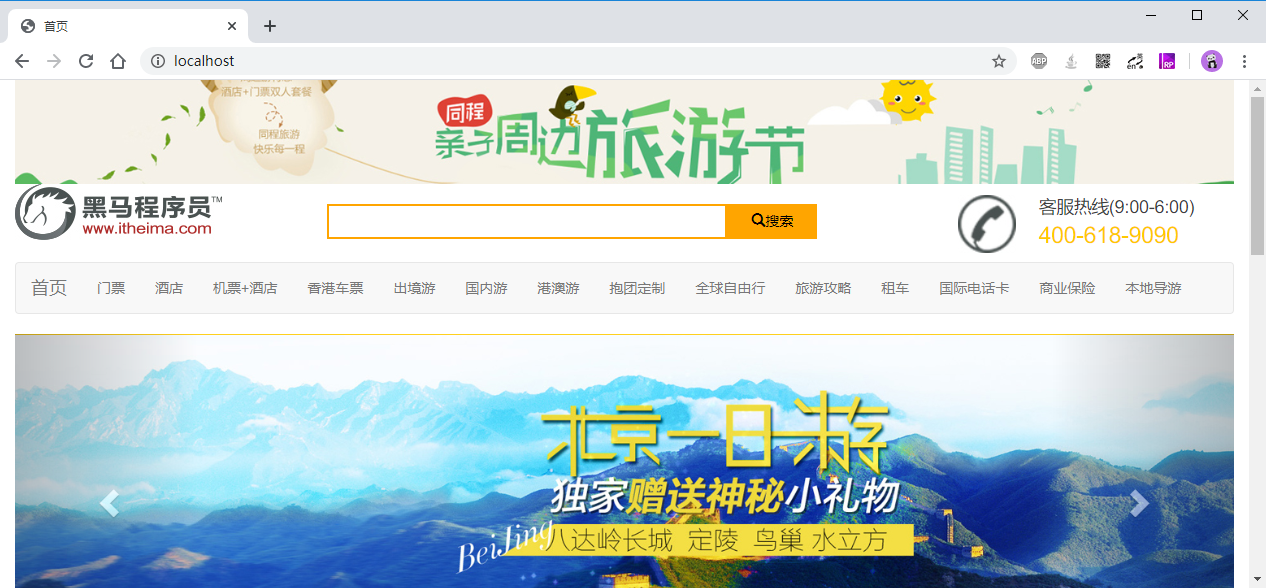 首页
localhost
ABP
en
RP
酒店+门票双人套餐
同程旅游
快乐每一程
同程
亲子周边旅游节
黑马程序员™
www.itheima.com
搜索
客服热线(9:00-6:00)
400-618-9090
首页 门票 酒店 机票+酒店 香港车票 出境游 国内游 港澳游 抱团定制 全球自由行 旅游攻略 租车 国际电话卡 商业保险 本地导游
北京一日游
独家赠送神秘小礼物
BeiJing
八达岭长城 定陵 鸟巢 水立方